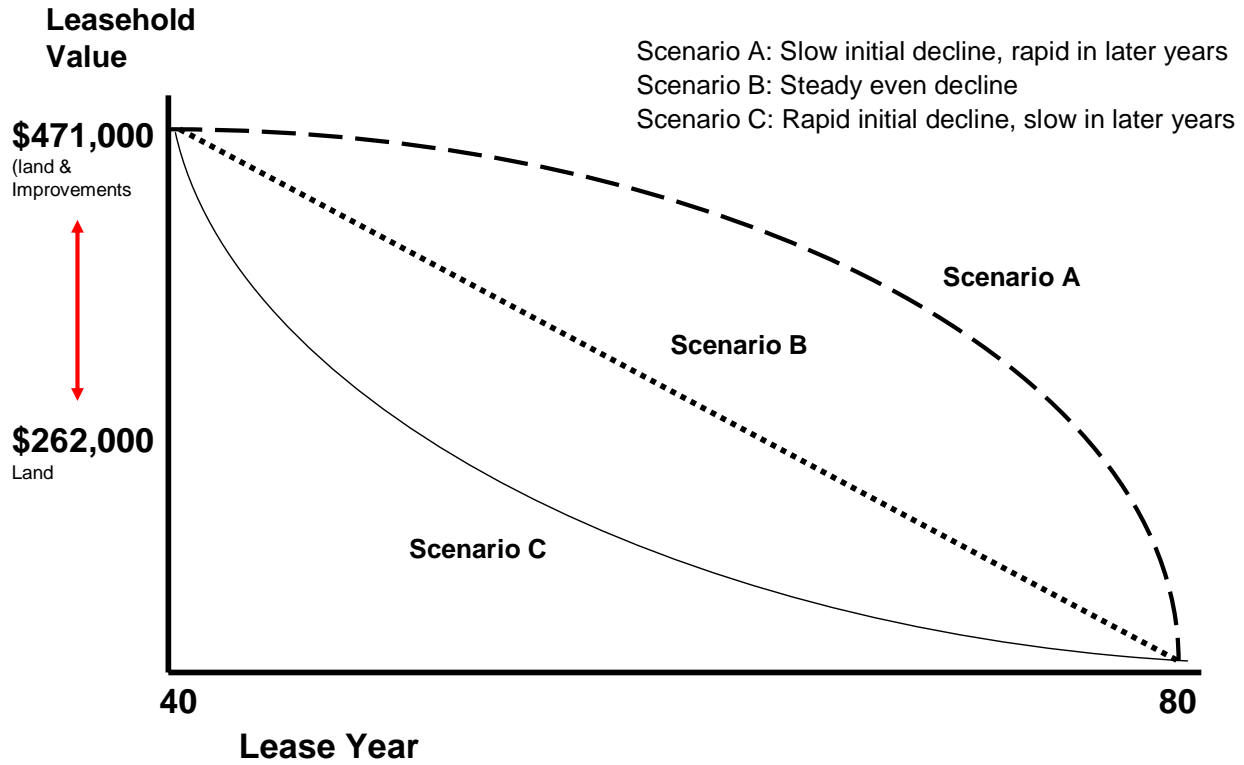 Leasehold
Value
Scenario A: Slow initial decline, rapid in later years
Scenario B: Steady even decline
Scenario C: Rapid initial decline, slow in later years
$471,000
(land &
Improvements
Scenario A
Scenario B
$262,000
Land
Scenario C
40
80
Lease Year